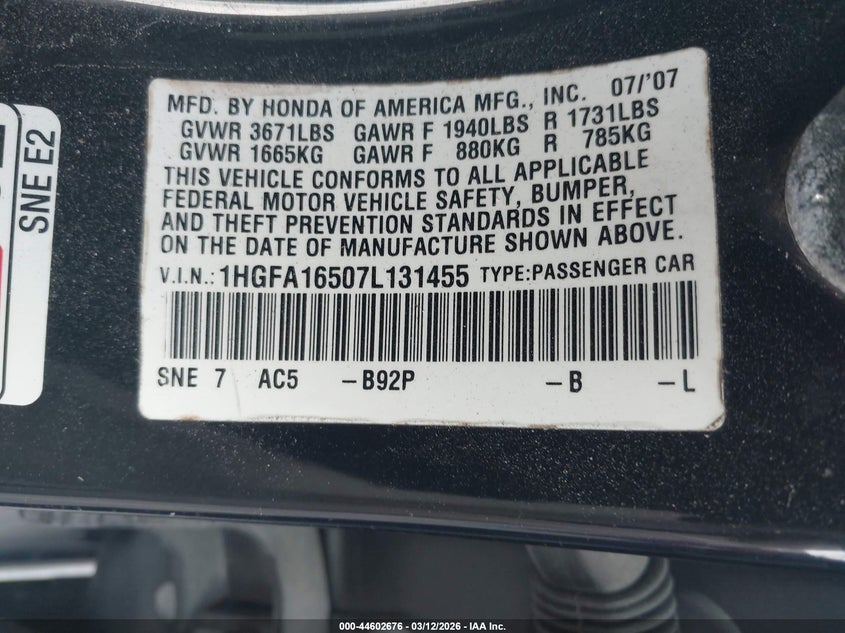 SNE E2
MFD. BY HONDA OF AMERICA MFG., INC. 07/'07
GVWR 3671LBS GAWR F 1940LBS R 1731LBS
GVWR 1665KG GAWR F 880KG R 785KG
THIS VEHICLE CONFORMS TO ALL APPLICABLE
FEDERAL MOTOR VEHICLE SAFETY, BUMPER,
AND THEFT PREVENTION STANDARDS IN EFFECT
ON THE DATE OF MANUFACTURE SHOWN ABOVE.
V.I.N.: 1HGFA16507L131455 TYPE:PASSENGER CAR
SNE 7 AC5 -B92P -B -L
000-44602676 - 03/12/2026 - IAA Inc.